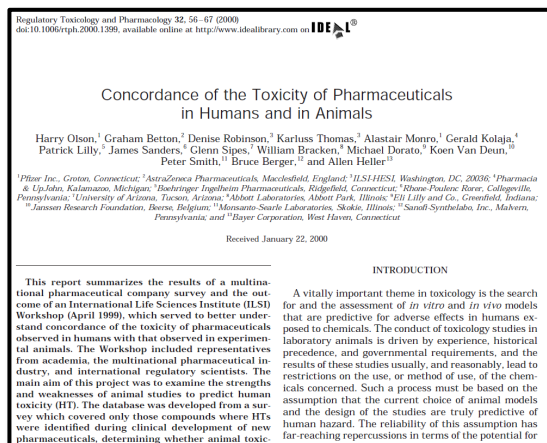 Regulatory Toxicology and Pharmacology 32, 56–67 (2000)
doi:10.1006/rtph.2000.1399, available online at http://www.idealibrary.com on IDEAL®
Concordance of the Toxicity of Pharmaceuticals
in Humans and in Animals
Harry Olson,1 Graham Betton,2 Denise Robinson,3 Karluss Thomas,3 Alastair Monro,1 Gerald Kolaja,4
Patrick Lilly,5 James Sanders,6 Glenn Sipes,7 William Bracken,8 Michael Dorato,9 Koen Van Deun,10
Peter Smith,11 Bruce Berger,12 and Allen Heller13
1Pfizer Inc., Groton, Connecticut; 2AstraZeneca Pharmaceuticals, Macclesfield, England; 3ILSI-HESI, Washington, DC, 20036; 4Pharmacia
& UpJohn, Kalamazoo, Michigan; 5Boehringer Ingelheim Pharmaceuticals, Ridgefield, Connecticut; 6Rhone-Poulenc Rorer, Collegeville,
Pennsylvania; 7University of Arizona, Tucson, Arizona; 8Abbott Laboratories, Abbott Park, Illinois; 9Eli Lilly and Co., Greenfield, Indiana;
10Janssen Research Foundation, Beerse, Belgium; 11Monsanto-Searle Laboratories, Skokie, Illinois; 12Sanofi-Synthelabo, Inc., Malvern,
Pennsylvania; and 13Bayer Corporation, West Haven, Connecticut
Received January 22, 2000
This report summarizes the results of a multina-
tional pharmaceutical company survey and the out-
come of an International Life Sciences Institute (ILSI)
Workshop (April 1999), which served to better under-
stand concordance of the toxicity of pharmaceuticals
observed in humans with that observed in experimen-
tal animals. The Workshop included representatives
from academia, the multinational pharmaceutical in-
dustry, and international regulatory scientists. The
main aim of this project was to examine the strengths
and weaknesses of animal studies to predict human
toxicity (HT). The database was developed from a sur-
vey which covered only those compounds where HTs
were identified during clinical development of new
pharmaceuticals, determining whether animal toxic-
INTRODUCTION
A vitally important theme in toxicology is the search
for and the assessment of in vitro and in vivo models
that are predictive for adverse effects in humans ex-
posed to chemicals. The conduct of toxicology studies in
laboratory animals is driven by experience, historical
precedence, and governmental requirements, and the
results of these studies usually, and reasonably, lead to
restrictions on the use, or method of use, of the chem-
icals concerned. Such a process must be based on the
assumption that the current choice of animal models
and the design of the studies are truly predictive of
human hazard. The reliability of this assumption has
far-reaching repercussions in terms of the potential for